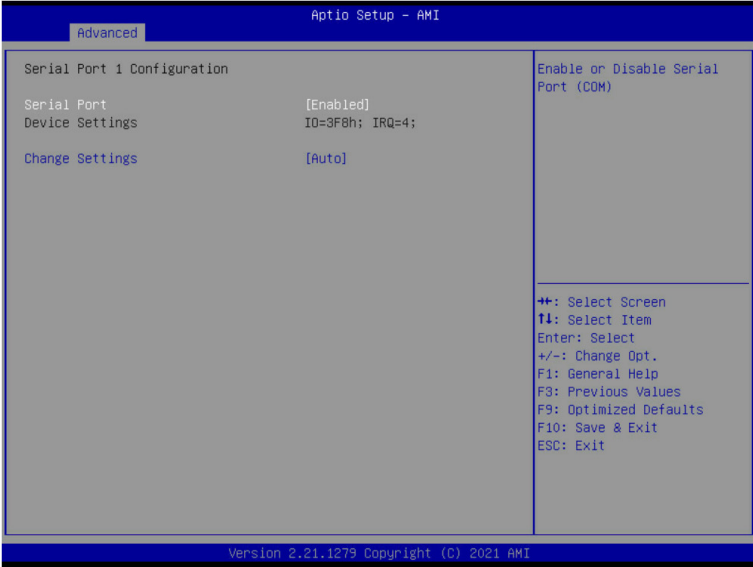 Aptio Setup – AMI
Advanced
Serial Port 1 Configuration
Serial Port [Enabled]
Device Settings IO=3F8h; IRQ=4;
Change Settings [Auto]
Enable or Disable Serial
Port (COM)
→←: Select Screen
↑↓: Select Item
Enter: Select
+/-: Change Opt.
F1: General Help
F3: Previous Values
F9: Optimized Defaults
F10: Save & Exit
ESC: Exit
Version 2.21.1279 Copyright (C) 2021 AMI